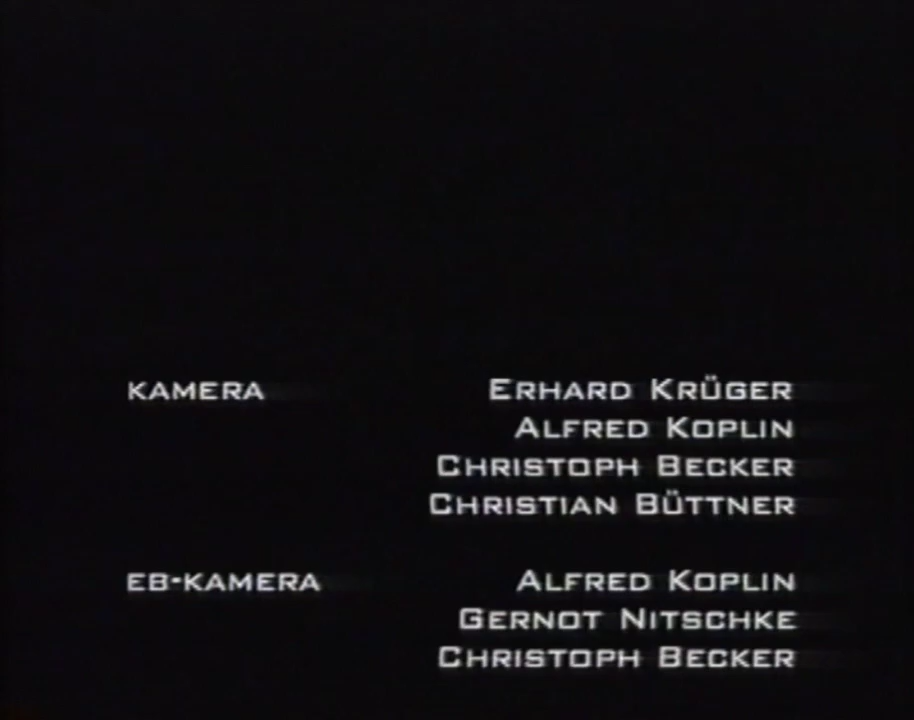 KAMERA ERHARD KRÜGER
ALFRED KOPLIN
CHRISTOPH BECKER
CHRISTIAN BÜTTNER
EB-KAMERA ALFRED KOPLIN
GERNOT NITSCHKE
CHRISTOPH BECKER